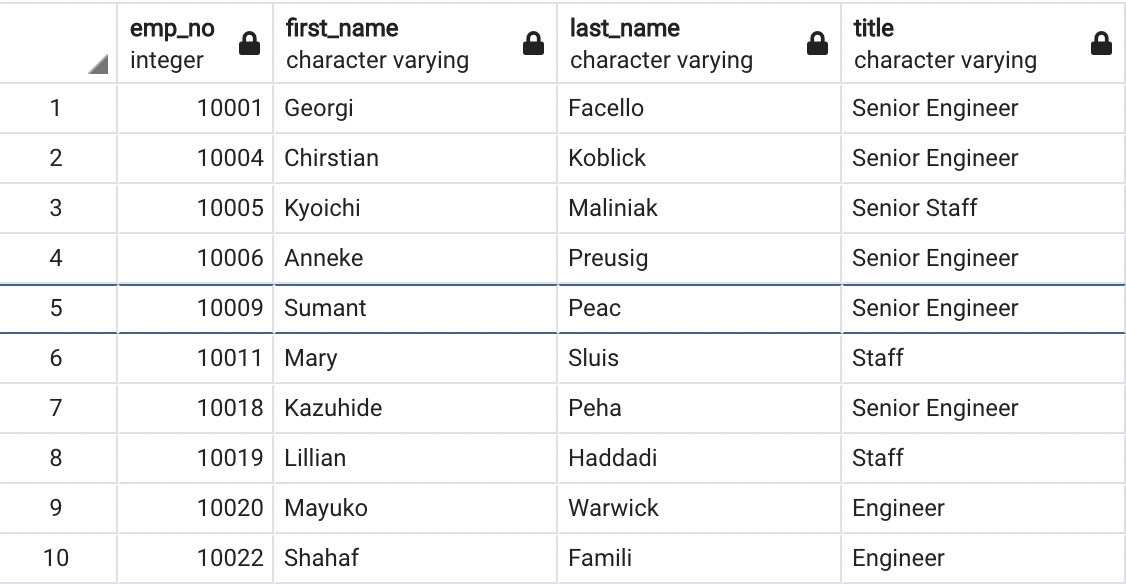 emp_no first_name last_name title
integer character varying character varying character varying
1 10001 Georgi Facello Senior Engineer
2 10004 Chirstian Koblick Senior Engineer
3 10005 Kyoichi Maliniak Senior Staff
4 10006 Anneke Preusig Senior Engineer
5 10009 Sumant Peac Senior Engineer
6 10011 Mary Sluis Staff
7 10018 Kazuhide Peha Senior Engineer
8 10019 Lillian Haddadi Staff
9 10020 Mayuko Warwick Engineer
10 10022 Shahaf Famili Engineer